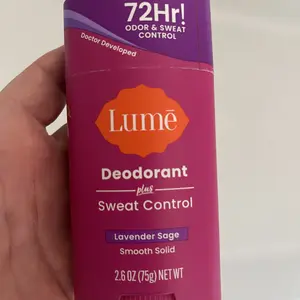 72Hr!
ODOR & SWEAT
CONTROL
Doctor Developed
Lumē
Deodorant
plus
Sweat Control
Lavender Sage
Smooth Solid
2.6 OZ (75g) NET WT